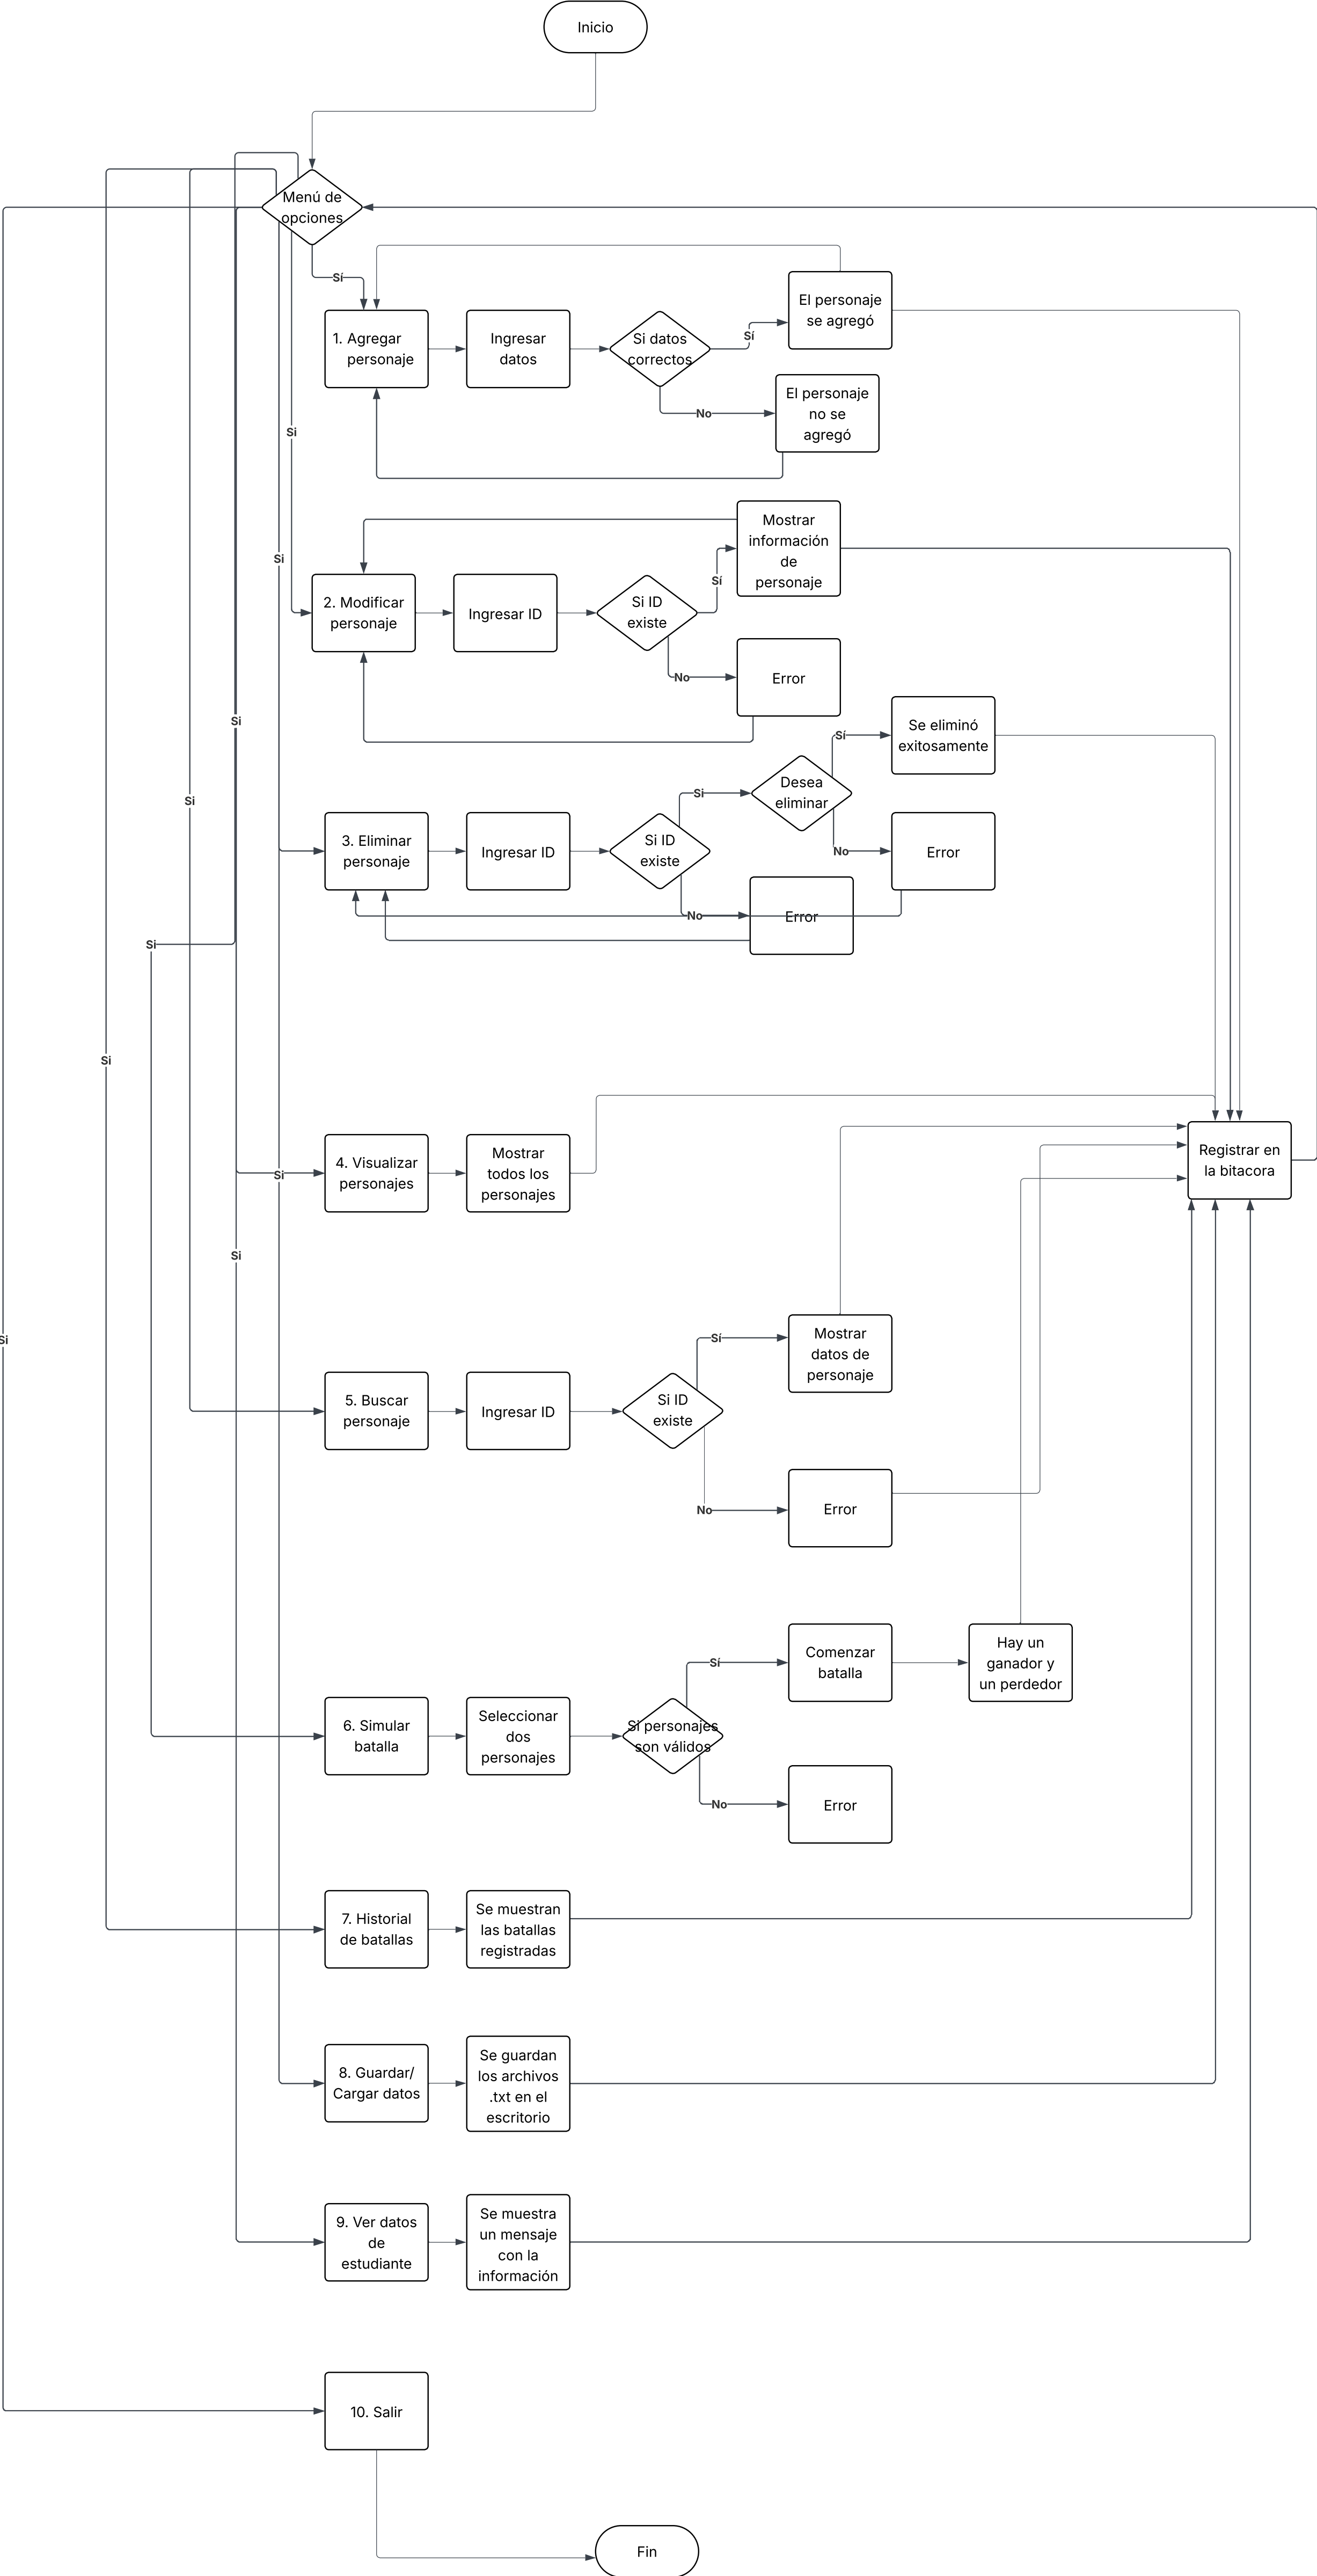 Inicio
Menú de
opciones
Sí
1. Agregar
personaje
Ingresar
datos
Si datos
correctos
Sí
El personaje
se agregó
No
El personaje
no se
agregó
Si
Si
2. Modificar
personaje
Ingresar ID
Si ID
existe
Sí
Mostrar
información
de
personaje
No
Error
Si
Si
3. Eliminar
personaje
Ingresar ID
Si ID
existe
Si
Desea
eliminar
Sí
Se eliminó
exitosamente
No
Error
No
Error
Si
Si
4. Visualizar
personajes
Mostrar
todos los
personajes
Si
Registrar en
la bitacora
Si
Si
5. Buscar
personaje
Ingresar ID
Si ID
existe
Sí
Mostrar
datos de
personaje
No
Error
6. Simular
batalla
Seleccionar
dos
personajes
Si personajes
son válidos
Sí
Comenzar
batalla
Hay un
ganador y
un perdedor
No
Error
7. Historial
de batallas
Se muestran
las batallas
registradas
8. Guardar/
Cargar datos
Se guardan
los archivos
.txt en el
escritorio
9. Ver datos
de
estudiante
Se muestra
un mensaje
con la
información
10. Salir
Fin